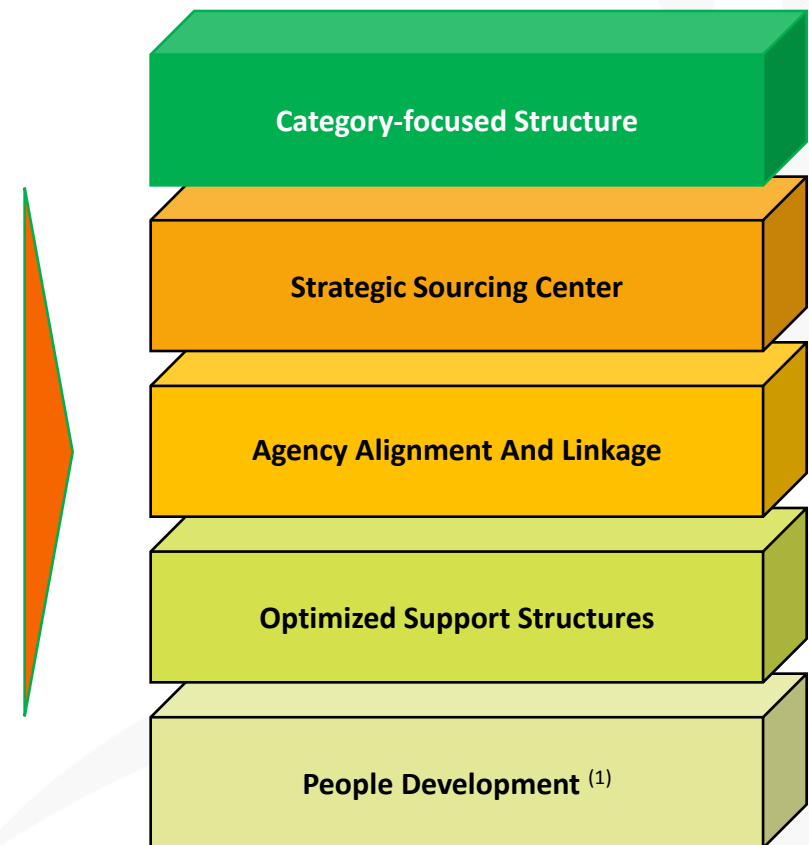 Category-focused Structure
Strategic Sourcing Center
Agency Alignment And Linkage
Optimized Support Structures
People Development (1)